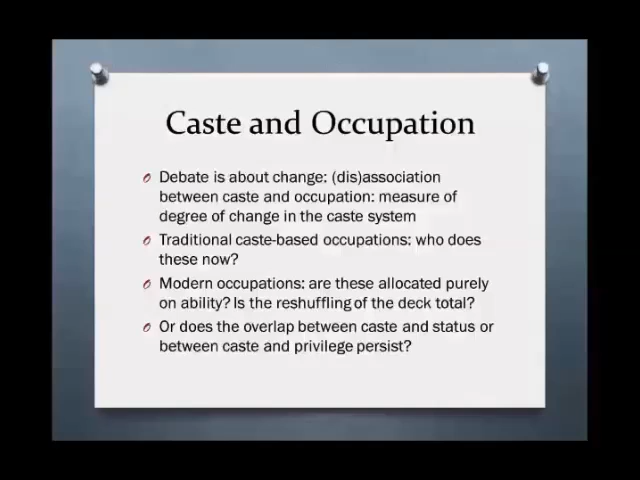 Caste and Occupation
Debate is about change: (dis)association
between caste and occupation: measure of
degree of change in the caste system
Traditional caste-based occupations: who does
these now?
Modern occupations: are these allocated purely
on ability? Is the reshuffling of the deck total?
Or does the overlap between caste and status or
between caste and privilege persist?